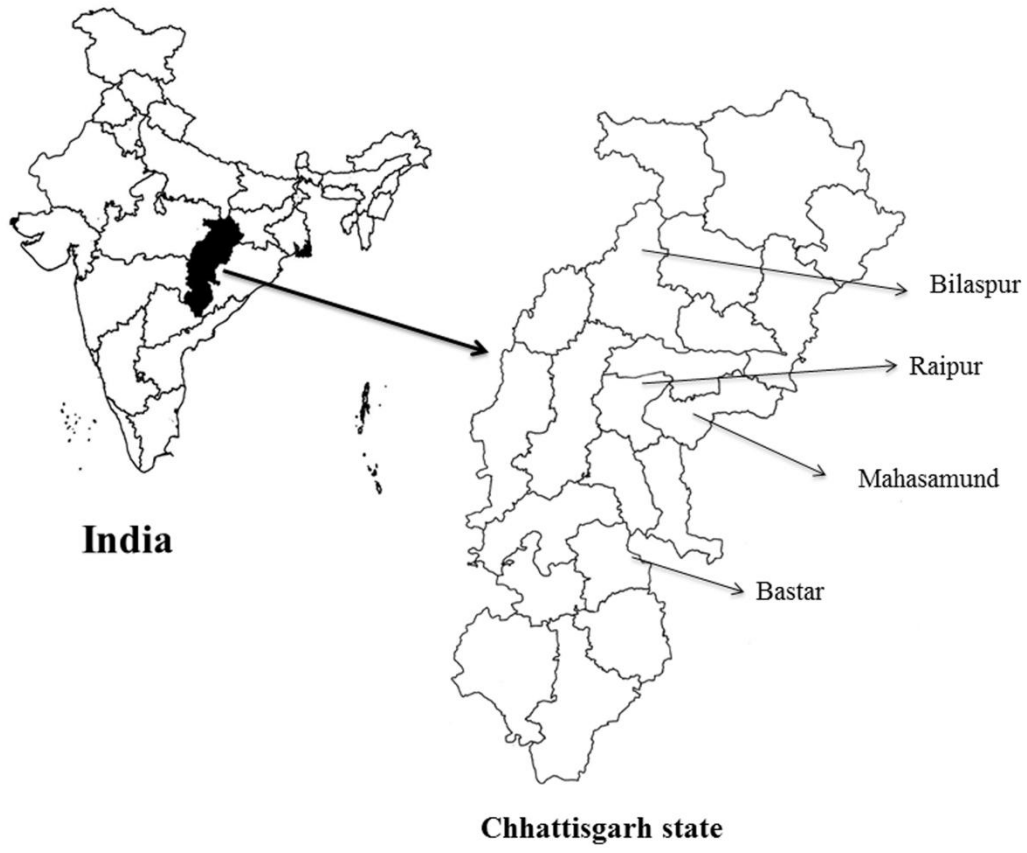 Bilaspur
Raipur
Mahasamund
India
Bastar
Chhattisgarh state